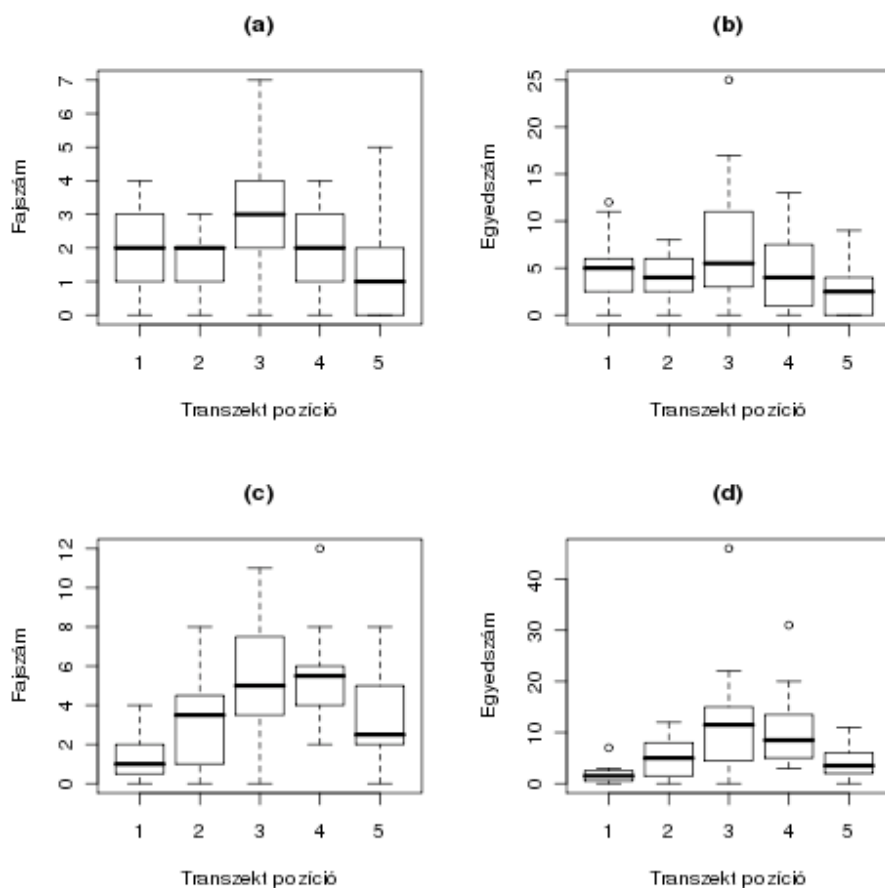 (a)
Fajszám
0 1 2 3 4 5 6 7
1 2 3 4 5
Transzekt pozíció
(b)
Egyedszám
0 5 10 15 20 25
1 2 3 4 5
Transzekt pozíció
(c)
Fajszám
0 2 4 6 8 10 12
1 2 3 4 5
Transzekt pozíció
(d)
Egyedszám
0 10 20 30 40
1 2 3 4 5
Transzekt pozíció